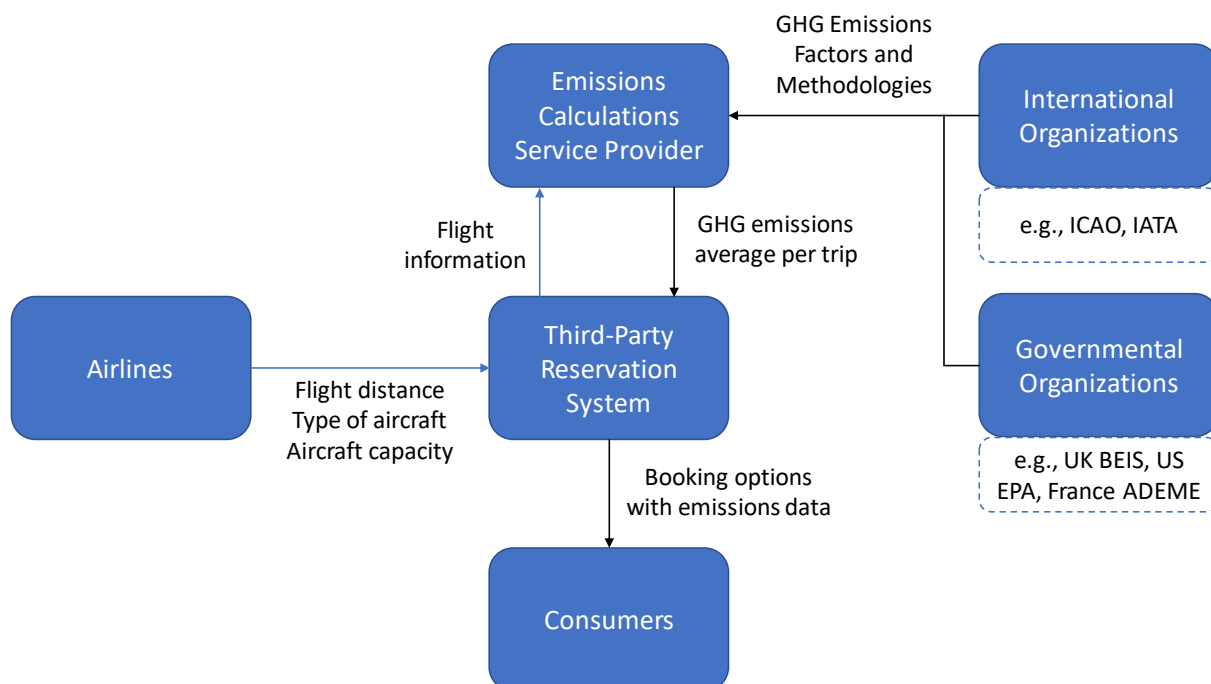 GHG Emissions
Factors and
Methodologies
Emissions
Calculations
Service Provider
International
Organizations
e.g., ICAO, IATA
Flight
information
GHG emissions
average per trip
Airlines
Flight distance
Type of aircraft
Aircraft capacity
Third-Party
Reservation
System
Governmental
Organizations
e.g., UK BEIS, US
EPA, France ADEME
Booking options
with emissions data
Consumers